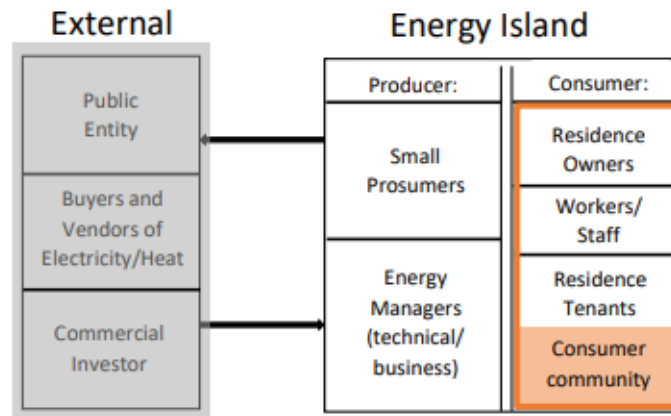 External
Public
Entity
Buyers and
Vendors of
Electricity/Heat
Commercial
Investor
Energy Island
Producer:
Small
Prosumers
Energy
Managers
(technical/
business)
Consumer:
Residence
Owners
Workers/
Staff
Residence
Tenants
Consumer
community